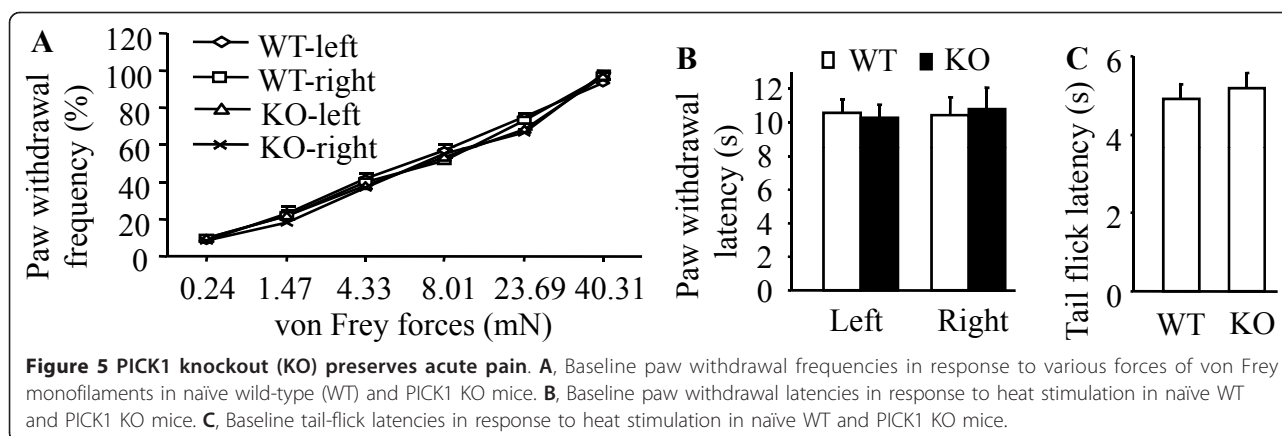 A
120
100
80
60
40
20
0
Paw withdrawal
frequency (%)
WT-left
WT-right
KO-left
KO-right
0.24 1.47 4.33 8.01 23.69 40.31
von Frey forces (mN)
B
WT KO
14
12
10
8
6
4
2
0
Paw withdrawal
latency (s)
Left Right
C
6
4
2
0
Tail flick latency (s)
WT KO
Figure 5 PICK1 knockout (KO) preserves acute pain. A, Baseline paw withdrawal frequencies in response to various forces of von Frey
monofilaments in naïve wild-type (WT) and PICK1 KO mice. B, Baseline paw withdrawal latencies in response to heat stimulation in naïve WT
and PICK1 KO mice. C, Baseline tail-flick latencies in response to heat stimulation in naïve WT and PICK1 KO mice.